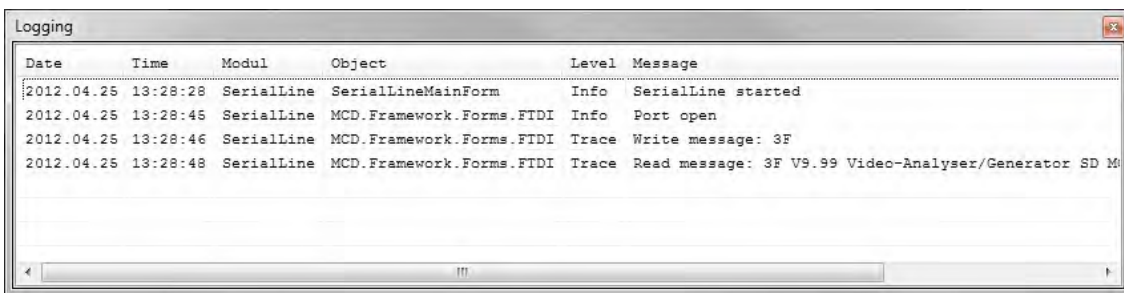 Logging
Date Time Modul Object Level Message
2012.04.25 13:28:28 SerialLine SerialLineMainForm Info SerialLine started
2012.04.25 13:28:45 SerialLine MCD.Framework.Forms.FTDI Info Port open
2012.04.25 13:28:46 SerialLine MCD.Framework.Forms.FTDI Trace Write message: 3F
2012.04.25 13:28:48 SerialLine MCD.Framework.Forms.FTDI Trace Read message: 3F V9.99 Video-Analyser/Generator SD